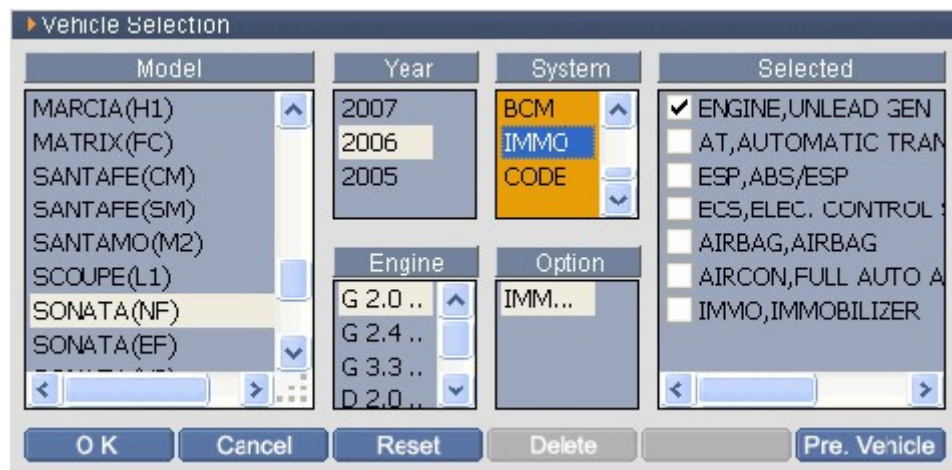 Vehicle Selection
Model
MARCIA(H1)
MATRIX(FC)
SANTAFE(CM)
SANTAFE(SM)
SANTAMO(M2)
SCOUPE(L1)
SONATA(NF)
SONATA(EF)
Year
2007
2006
2005
System
BCM
IMMO
CODE
Selected
ENGINE,UNLEAD GEN
AT,AUTOMATIC TRAN
ESP,ABS/ESP
ECS,ELEC. CONTROL
AIRBAG,AIRBAG
AIRCON,FULL AUTO A
IMMO,IMMOBILIZER
Engine
G 2.0 ..
G 2.4 ..
G 3.3 ..
D 2.0 ..
Option
IMM...
O K
Cancel
Reset
Delete
Pre. Vehicle